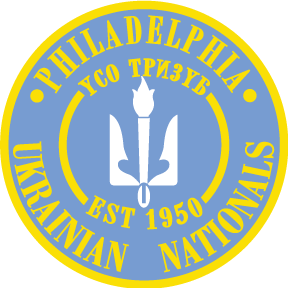 • PHILADELPHIA •
УСО ТРИЗУБ
EST 1950
UKRAINIAN NATIONALS